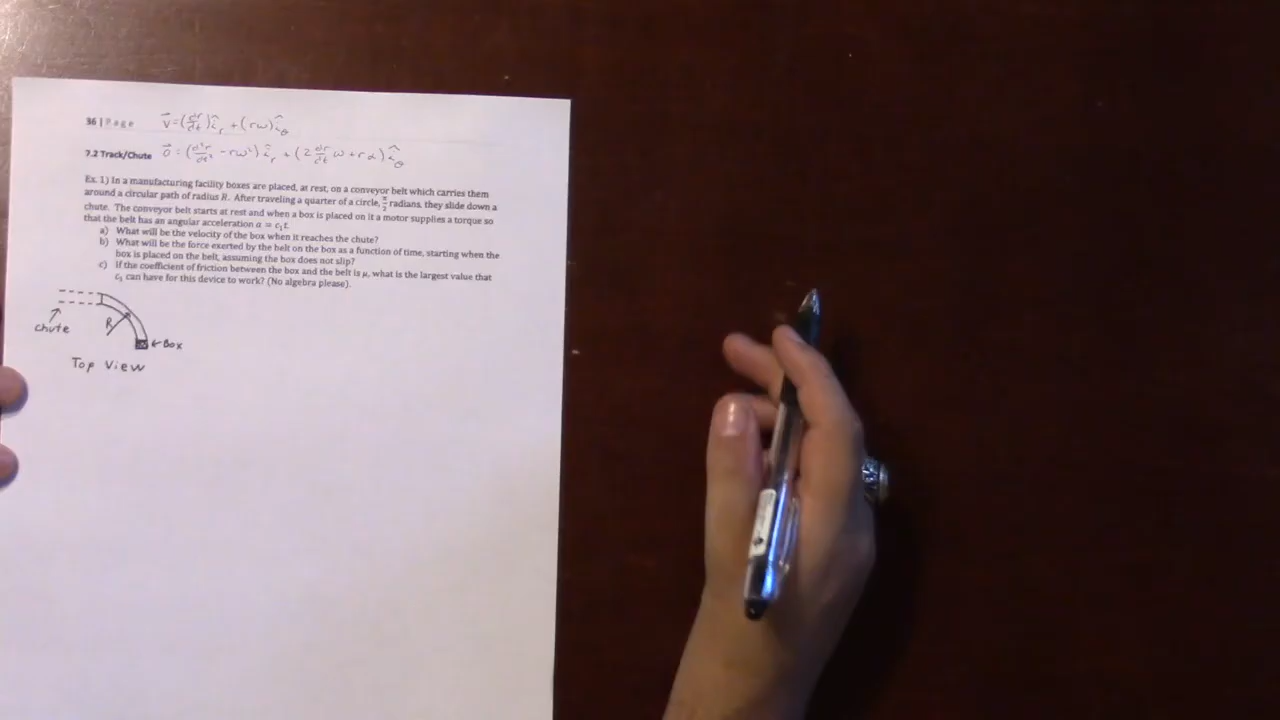 36 | Page v⃗ = (dr/dt) î_r + (rω) î_θ
7.2 Track/Chute a⃗ = (d²r/dt² - rω²) î_r + (2 dr/dt ω + rα) î_θ
Ex. 1) In a manufacturing facility boxes are placed, at rest, on a conveyor belt which carries them
around a circular path of radius R. After traveling a quarter of a circle, π/2 radians, they slide down a
chute. The conveyor belt starts at rest and when a box is placed on it a motor supplies a torque so
that the belt has an angular acceleration α = c₁t.
a) What will be the velocity of the box when it reaches the chute?
b) What will be the force exerted by the belt on the box as a function of time, starting when the
box is placed on the belt, assuming the box does not slip?
c) If the coefficient of friction between the box and the belt is μ, what is the largest value that
c₁ can have for this device to work? (No algebra please).
chute
R
←Box
Top View